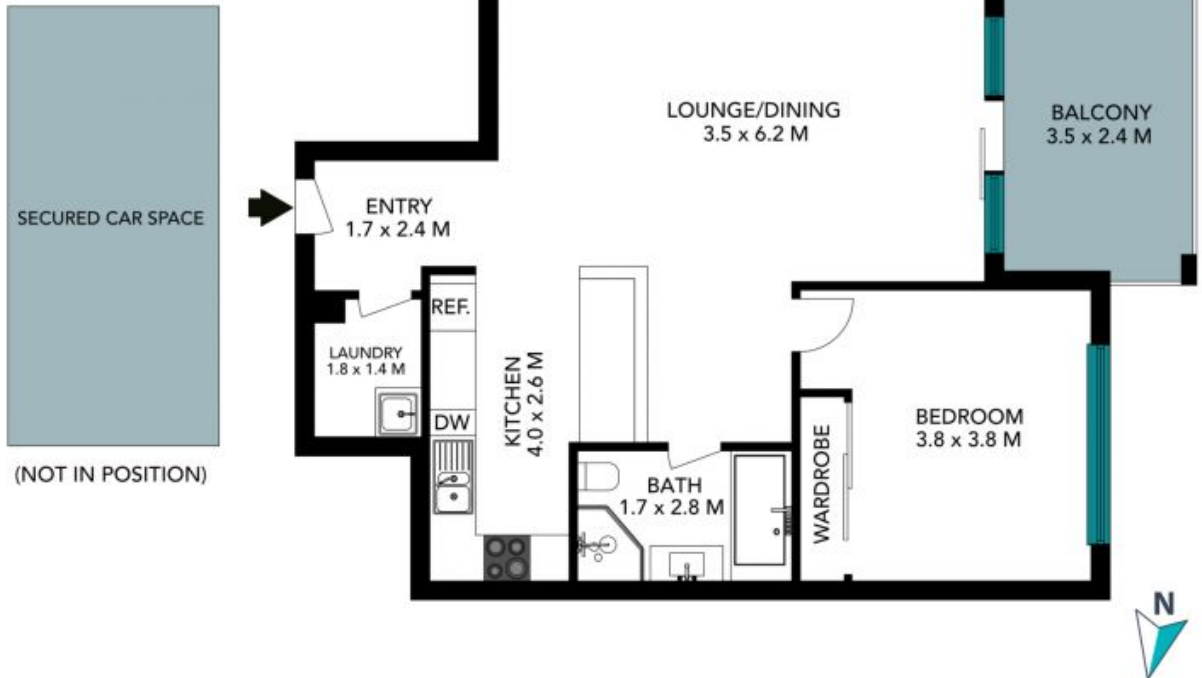 LOUNGE/DINING
3.5 x 6.2 M
BALCONY
3.5 x 2.4 M
SECURED CAR SPACE
ENTRY
1.7 x 2.4 M
REF.
LAUNDRY
1.8 x 1.4 M
DW
KITCHEN
4.0 x 2.6 M
BEDROOM
3.8 x 3.8 M
WARDROBE
(NOT IN POSITION)
BATH
1.7 x 2.8 M
N